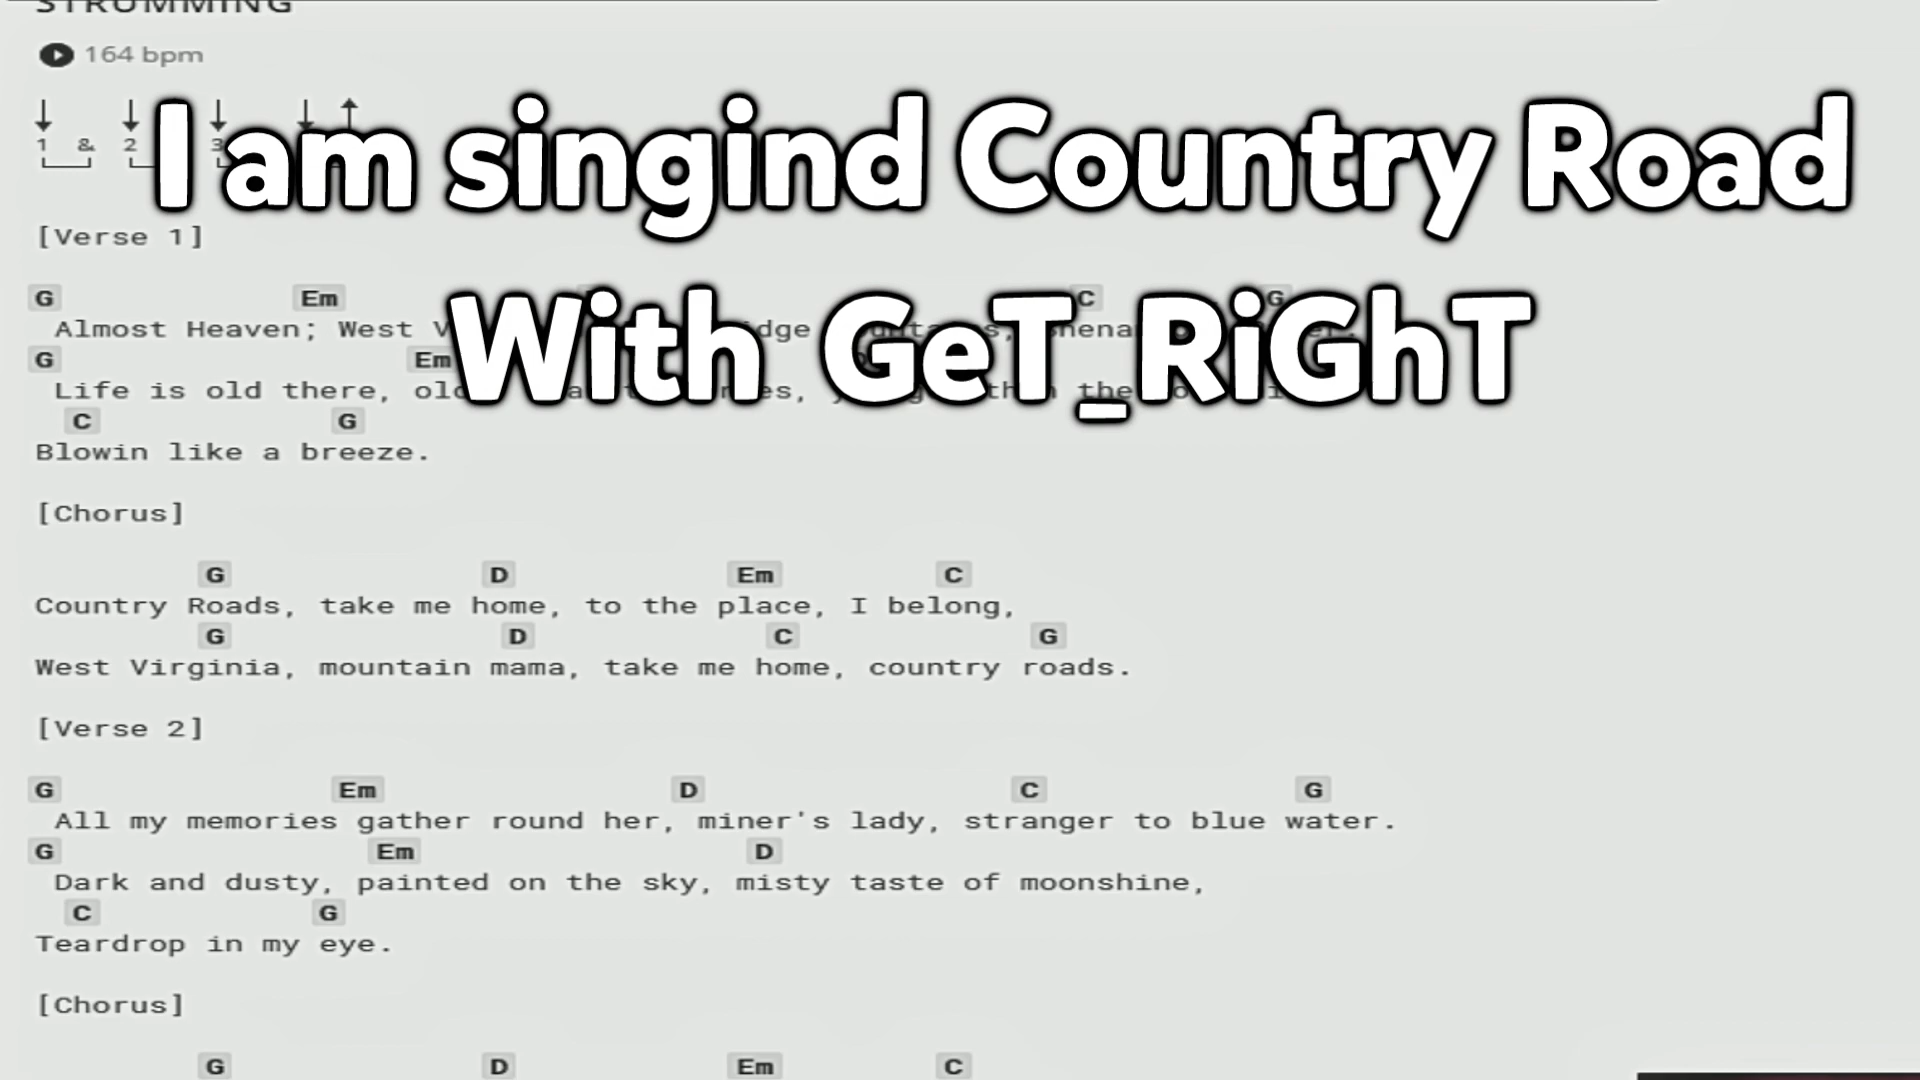 STRUMMING
164 bpm
1 & 2 3
I am singind Country Road
[Verse 1]
G Em C G
Almost Heaven; West
With GeT_RiGhT
G Em
Life is old there,
C G
Blowin like a breeze.
[Chorus]
G D Em C
Country Roads, take me home, to the place, I belong,
G D C G
West Virginia, mountain mama, take me home, country roads.
[Verse 2]
G Em D C G
All my memories gather round her, miner's lady, stranger to blue water.
G Em D
Dark and dusty, painted on the sky, misty taste of moonshine,
C G
Teardrop in my eye.
[Chorus]
G D Em C